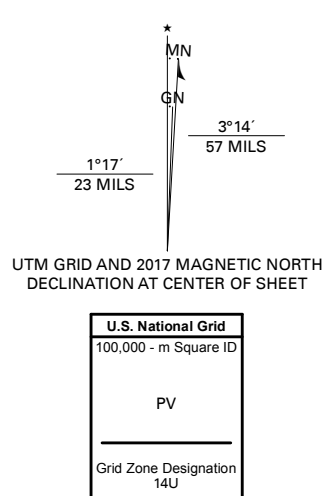 ★
MN
GN
3°14´
57 MILS
1°17´
23 MILS
UTM GRID AND 2017 MAGNETIC NORTH
DECLINATION AT CENTER OF SHEET
U.S. National Grid
100,000 - m Square ID
PV
Grid Zone Designation
14U